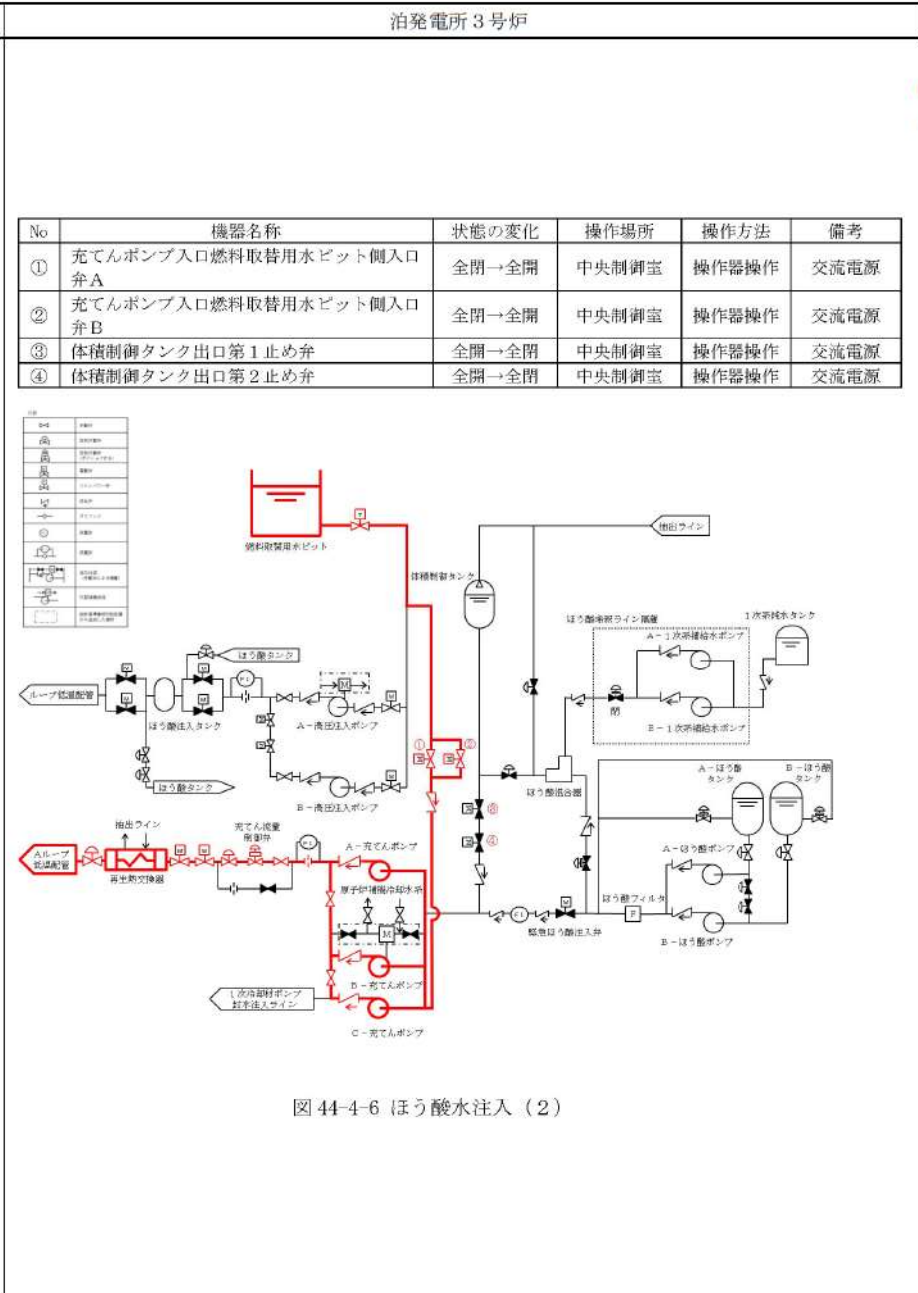 泊発電所3号炉
No 機器名称 状態の変化 操作場所 操作方法 備考
① 充てんポンプ入口燃料取替用水ピット側入口
弁A 全閉→全開 中央制御室 操作器操作 交流電源
② 充てんポンプ入口燃料取替用水ピット側入口
弁B 全閉→全開 中央制御室 操作器操作 交流電源
③ 体積制御タンク出口第1止め弁 全開→全閉 中央制御室 操作器操作 交流電源
④ 体積制御タンク出口第2止め弁 全開→全閉 中央制御室 操作器操作 交流電源
燃料取替用水ピット
抽出ライン
体積制御タンク
ほう酸希釈ライン隔離
1次系純水タンク
A-1次系補給水ポンプ
閉
B-1次系補給水ポンプ
ほう酸タンク
ループ低温配管
ほう酸注入タンク
A-高圧注入ポンプ
ほう酸タンク
B-高圧注入ポンプ
①
②
③
④
ほう酸混合器
A-ほう酸
タンク
B-ほう酸
タンク
A-ほう酸ポンプ
ほう酸フィルタ
B-ほう酸ポンプ
緊急ほう酸注入弁
抽出ライン
充てん流量
制御弁
Aループ
低温配管
再生熱交換器
A-充てんポンプ
原子炉補機冷却水系
B-充てんポンプ
1次冷却材ポンプ
封水注入ライン
C-充てんポンプ
図 44-4-6 ほう酸水注入(2)